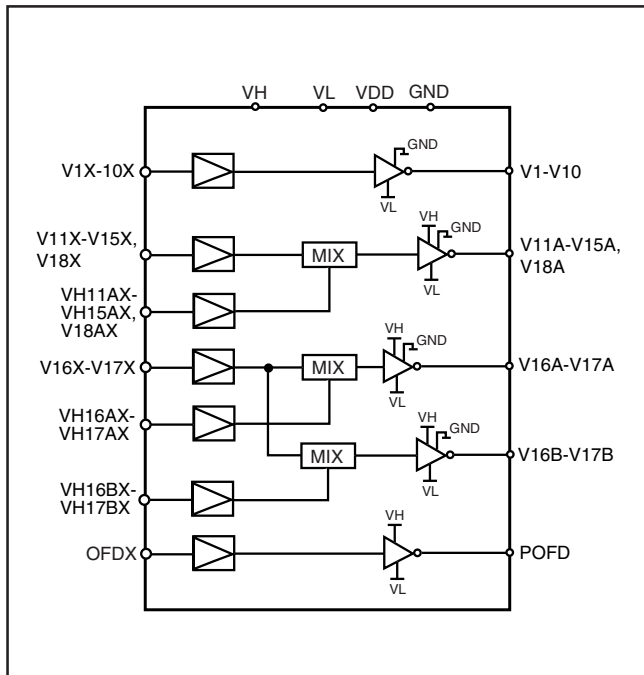 VH VL VDD GND
V1X-10X
GND
VL
V1-V10
V11X-V15X,
V18X
MIX
VH
GND
VL
V11A-V15A,
V18A
VH11AX-
VH15AX,
V18AX
V16X-V17X
MIX
VH
GND
VL
V16A-V17A
VH16AX-
VH17AX
MIX
VH
GND
VL
V16B-V17B
VH16BX-
VH17BX
OFDX
VH
VL
POFD